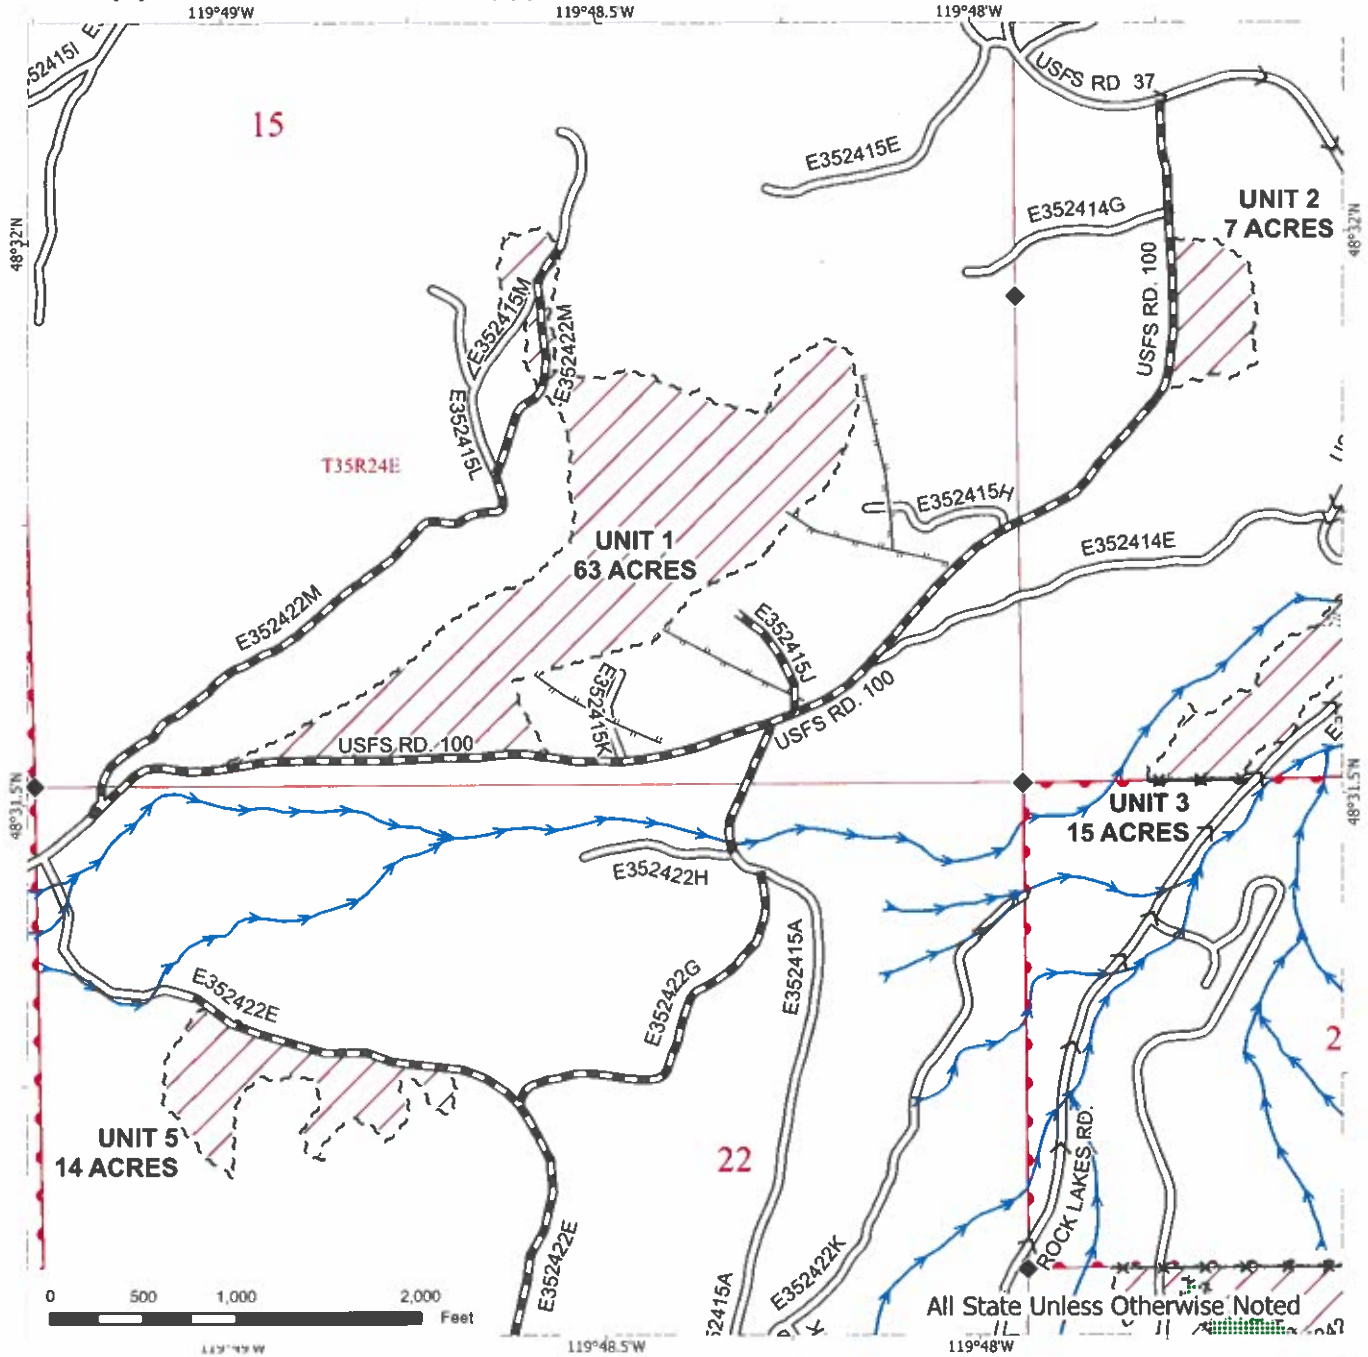 119°49'W
119°48.5'W
119°48'W
52415I
15
USFS RD 37
E352415E
UNIT 2
7 ACRES
E352414G
48°32'N
48°32'N
USFS RD. 100
E352415M
E352422M
E352415L
T35R24E
E352415H
UNIT 1
63 ACRES
E352414E
E352422M
E352415J
E352415K
USFS RD. 100
USFS RD. 100
48°31.5'N
48°31.5'N
UNIT 3
15 ACRES
E352422H
E352415A
E352422G
E352422E
2
UNIT 5
14 ACRES
22
ROCK LAKES RD.
E352422E
E352422K
52415A
K
0 500 1,000 2,000
Feet
All State Unless Otherwise Noted
119°49'W
119°48.5'W
119°48'W